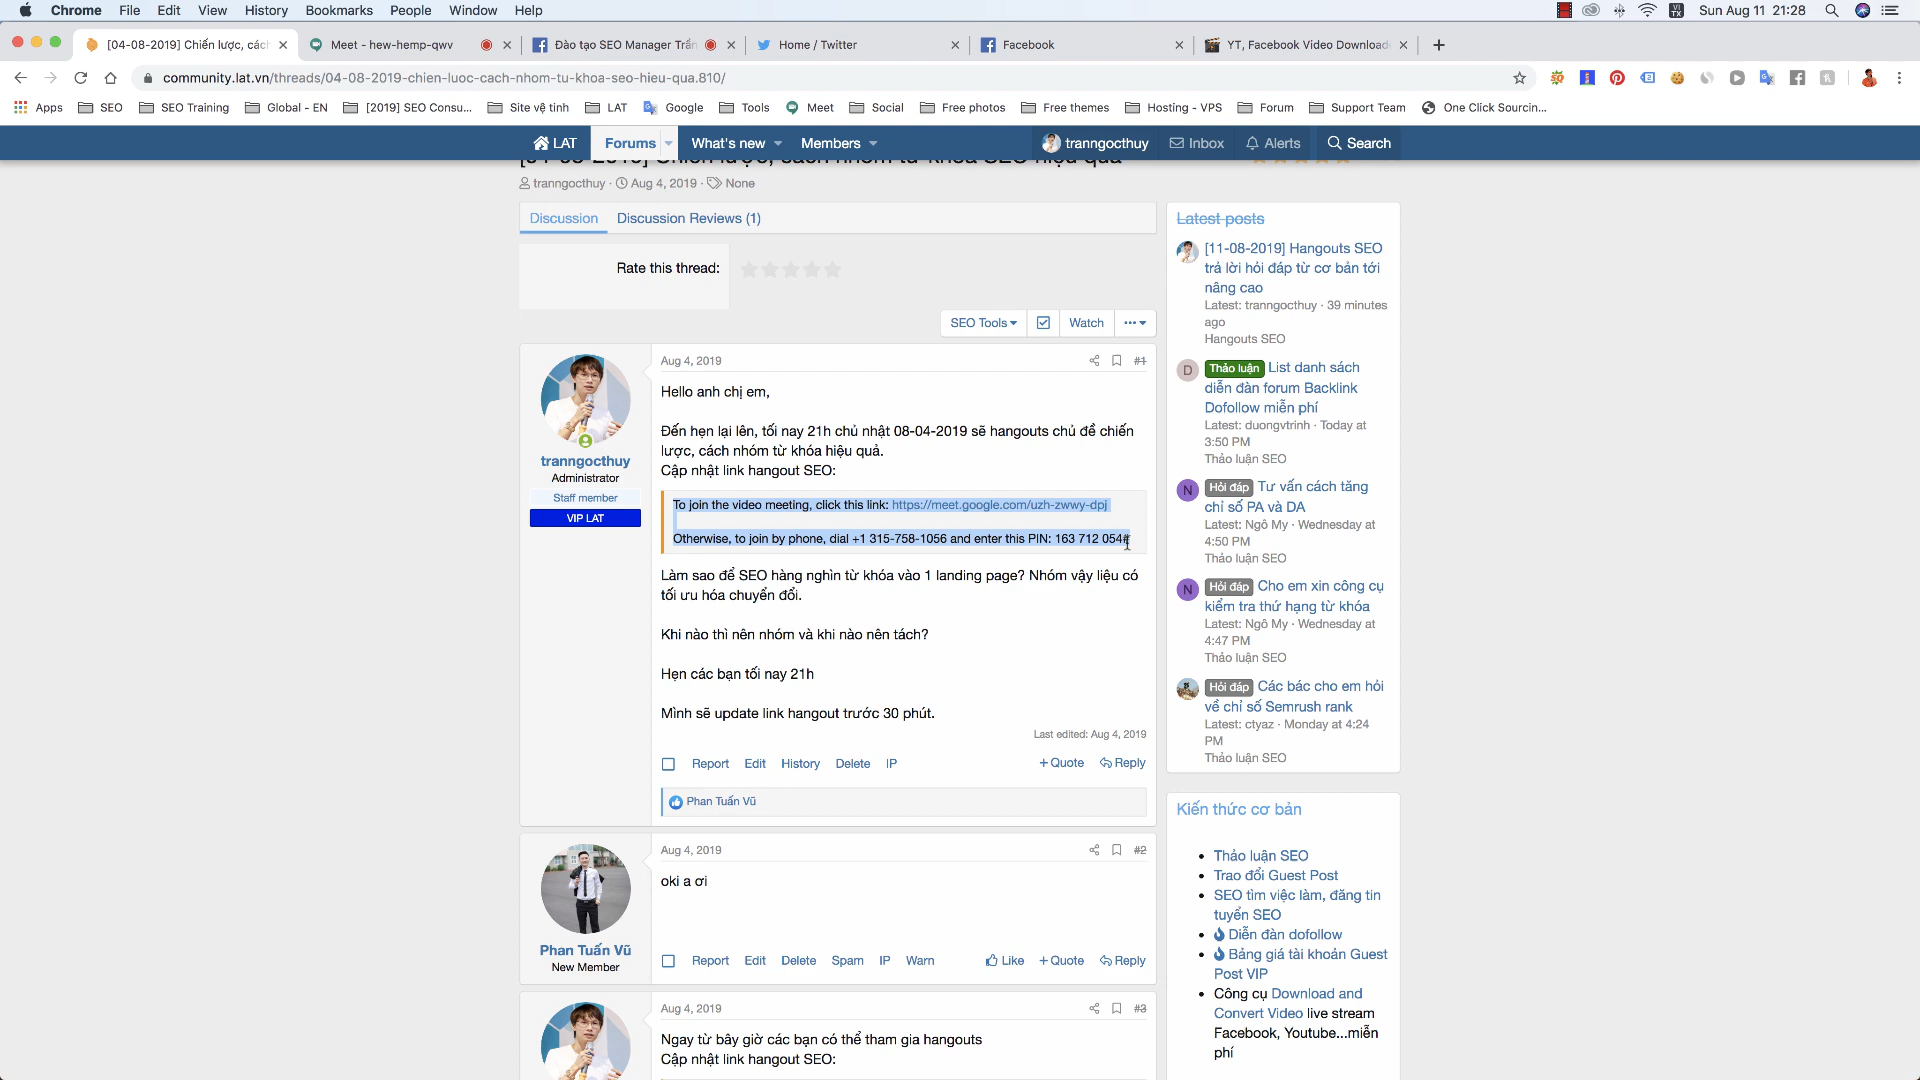 Chrome File Edit View History Bookmarks People Window Help
Sun Aug 11 21:28
[04-08-2019] Chiến lược, các
Meet - hew-hemp-qwv
Đào tạo SEO Manager Trần
Home / Twitter
Facebook
YT, Facebook Video Download
community.lat.vn/threads/04-08-2019-chien-luoc-cach-nhom-tu-khoa-seo-hieu-qua.810/
Apps SEO SEO Training Global - EN [2019] SEO Consu... Site vệ tinh LAT Google Tools Meet Social Free photos Free themes Hosting - VPS Forum Support Team One Click Sourcin...
LAT Forums What's new Members tranngocthuy Inbox Alerts Search
[04-08-2019] Chiến lược, cách nhóm từ khóa SEO hiệu quả
tranngocthuy · Aug 4, 2019 · None
Discussion Discussion Reviews (1)
Rate this thread:
SEO Tools Watch
Aug 4, 2019 #1
tranngocthuy
Administrator
Staff member
VIP LAT
Hello anh chị em,
Đến hẹn lại lên, tối nay 21h chủ nhật 08-04-2019 sẽ hangouts chủ đề chiến
lược, cách nhóm từ khóa hiệu quả.
Cập nhật link hangout SEO:
To join the video meeting, click this link: https://meet.google.com/uzh-zwwy-dpj
Otherwise, to join by phone, dial +1 315-758-1056 and enter this PIN: 163 712 054#
Làm sao để SEO hàng nghìn từ khóa vào 1 landing page? Nhóm vậy liệu có
tối ưu hóa chuyển đổi.
Khi nào thì nên nhóm và khi nào nên tách?
Hẹn các bạn tối nay 21h
Mình sẽ update link hangout trước 30 phút.
Last edited: Aug 4, 2019
Report Edit History Delete IP + Quote Reply
Phan Tuấn Vũ
Aug 4, 2019 #2
Phan Tuấn Vũ
New Member
oki a ơi
Report Edit Delete Spam IP Warn Like + Quote Reply
Aug 4, 2019 #3
Ngay từ bây giờ các bạn có thể tham gia hangouts
Cập nhật link hangout SEO:
Latest posts
[11-08-2019] Hangouts SEO
trả lời hỏi đáp từ cơ bản tới
nâng cao
Latest: tranngocthuy · 39 minutes
ago
Hangouts SEO
D
Thảo luận List danh sách
diễn đàn forum Backlink
Dofollow miễn phí
Latest: duongvtrinh · Today at
3:50 PM
Thảo luận SEO
N
Hỏi đáp Tư vấn cách tăng
chỉ số PA và DA
Latest: Ngô My · Wednesday at
4:50 PM
Thảo luận SEO
N
Hỏi đáp Cho em xin công cụ
kiểm tra thứ hạng từ khóa
Latest: Ngô My · Wednesday at
4:47 PM
Thảo luận SEO
Hỏi đáp Các bác cho em hỏi
về chỉ số Semrush rank
Latest: ctyaz · Monday at 4:24
PM
Thảo luận SEO
Kiến thức cơ bản
Thảo luận SEO
Trao đổi Guest Post
SEO tìm việc làm, đăng tin
tuyển SEO
Diễn đàn dofollow
Bảng giá tài khoản Guest
Post VIP
Công cụ Download and
Convert Video live stream
Facebook, Youtube...miễn
phí